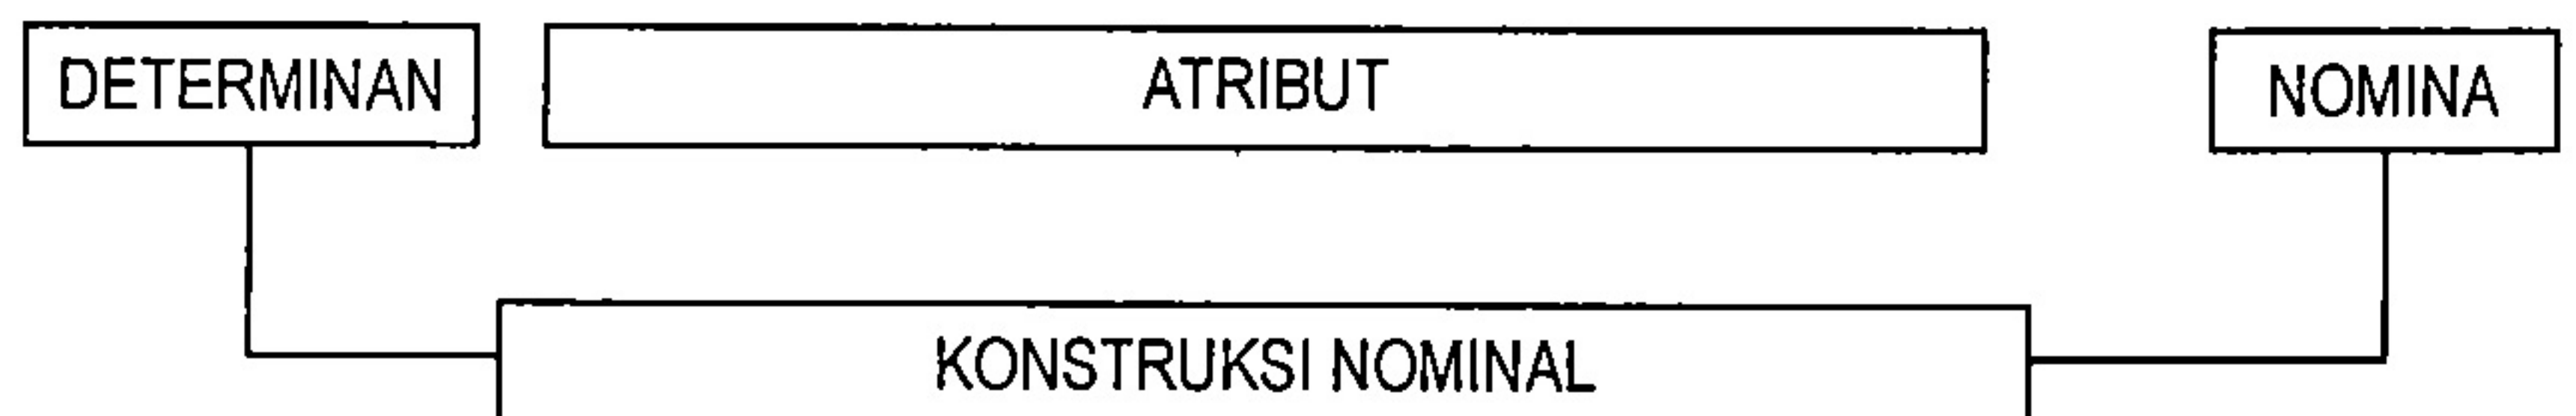 DETERMINAN ATRIBUT NOMINA
KONSTRUKSI NOMINAL